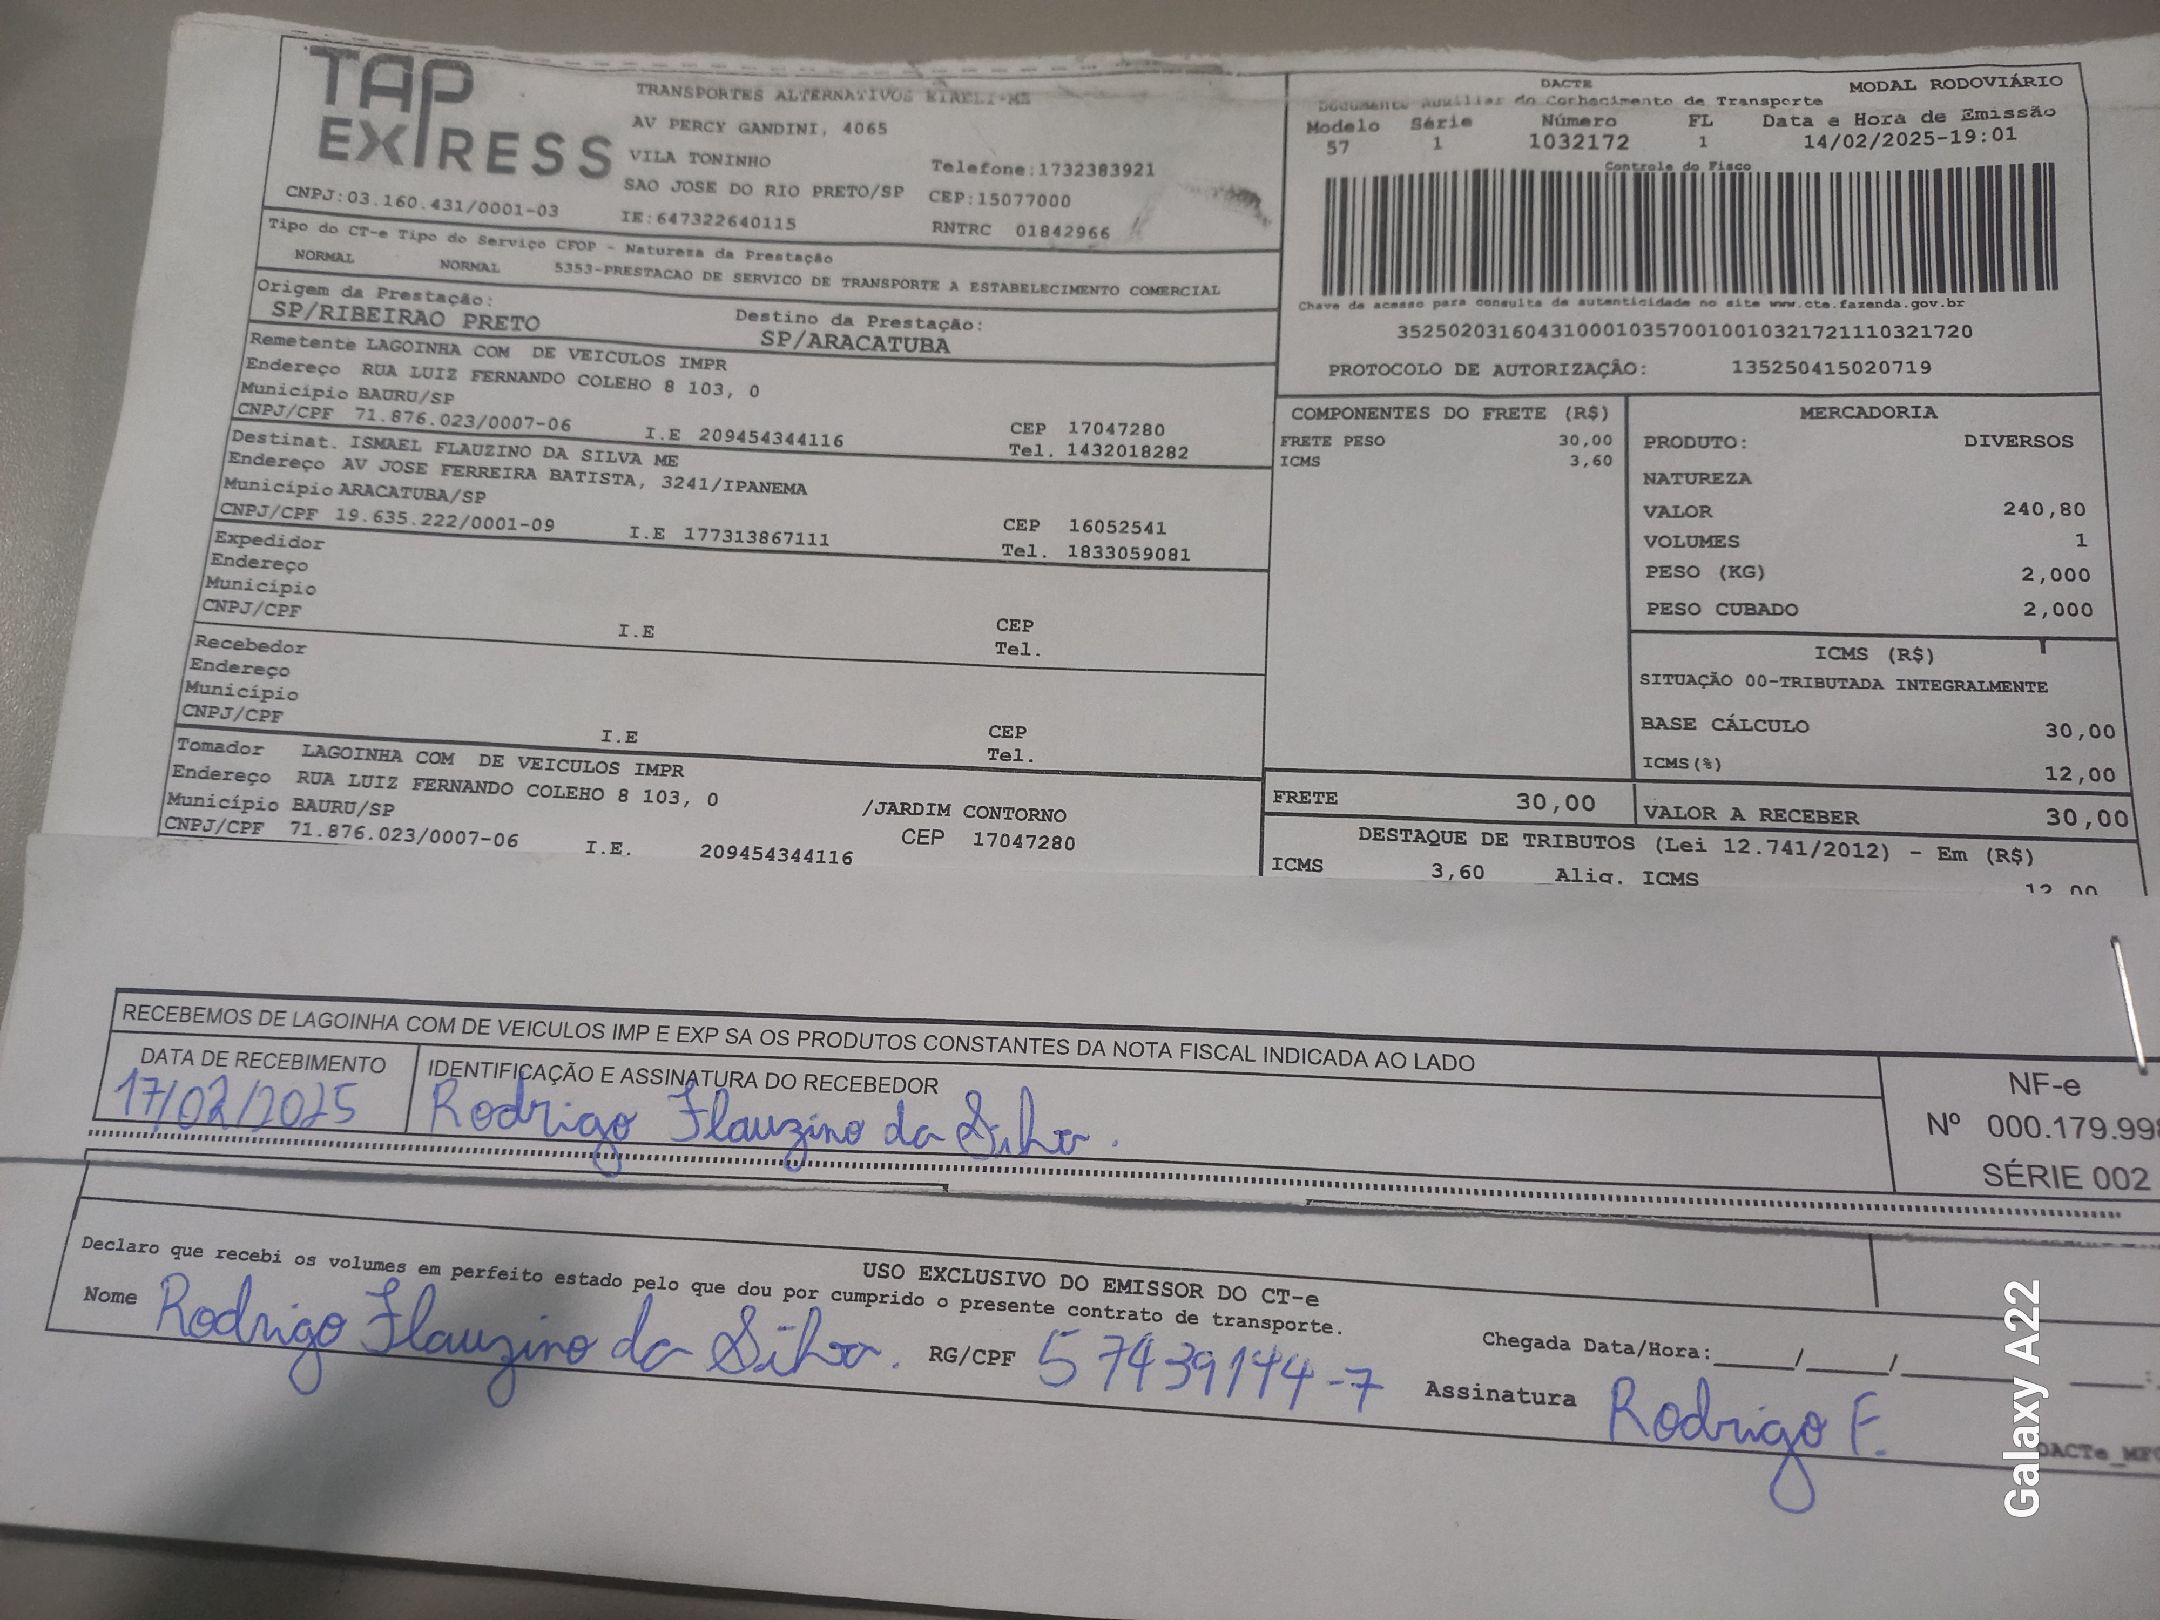 TAP EXPRESS
TRANSPORTES ALTERNATIVOS EIRELI-ME
AV PERCY GANDINI, 4065
VILA TONINHO
Telefone:1732383921
SAO JOSE DO RIO PRETO/SP CEP:15077000
CNPJ:03.160.431/0001-03 IE:647322640115 RNTRC 01842966
DACTE MODAL RODOVIÁRIO
Documento Auxiliar do Conhecimento de Transporte
Modelo Série Número FL Data e Hora de Emissão
57 1 1032172 1 14/02/2025-19:01
Controle do Fisco
Chave de acesso para consulta de autenticidade no site www.cte.fazenda.gov.br
35250203160431000103570010010321721110321720
PROTOCOLO DE AUTORIZAÇÃO: 135250415020719
Tipo do CT-e Tipo do Serviço CFOP - Natureza da Prestação
NORMAL NORMAL 5353-PRESTACAO DE SERVICO DE TRANSPORTE A ESTABELECIMENTO COMERCIAL
Origem da Prestação: Destino da Prestação:
SP/RIBEIRAO PRETO SP/ARACATUBA
Remetente LAGOINHA COM DE VEICULOS IMPR
Endereço RUA LUIZ FERNANDO COLEHO 8 103, 0
Município BAURU/SP CEP 17047280
CNPJ/CPF 71.876.023/0007-06 I.E 209454344116 Tel. 1432018282
Destinat. ISMAEL FLAUZINO DA SILVA ME
Endereço AV JOSE FERREIRA BATISTA, 3241/IPANEMA
Município ARACATUBA/SP CEP 16052541
CNPJ/CPF 19.635.222/0001-09 I.E 177313867111 Tel. 1833059081
Expedidor
Endereço
Município CEP
CNPJ/CPF I.E Tel.
Recebedor
Endereço
Município CEP
CNPJ/CPF I.E Tel.
Tomador LAGOINHA COM DE VEICULOS IMPR
Endereço RUA LUIZ FERNANDO COLEHO 8 103, 0 /JARDIM CONTORNO
Município BAURU/SP CEP 17047280
CNPJ/CPF 71.876.023/0007-06 I.E. 209454344116
COMPONENTES DO FRETE (R$)
FRETE PESO 30,00
ICMS 3,60
MERCADORIA
PRODUTO: DIVERSOS
NATUREZA
VALOR 240,80
VOLUMES 1
PESO (KG) 2,000
PESO CUBADO 2,000
ICMS (R$)
SITUAÇÃO 00-TRIBUTADA INTEGRALMENTE
BASE CÁLCULO 30,00
ICMS(%) 12,00
FRETE 30,00 VALOR A RECEBER 30,00
DESTAQUE DE TRIBUTOS (Lei 12.741/2012) - Em (R$)
ICMS 3,60 Aliq. ICMS 12,00
RECEBEMOS DE LAGOINHA COM DE VEICULOS IMP E EXP SA OS PRODUTOS CONSTANTES DA NOTA FISCAL INDICADA AO LADO
DATA DE RECEBIMENTO IDENTIFICAÇÃO E ASSINATURA DO RECEBEDOR
17/02/2025 Rodrigo Flauzino da Silva.
NF-e
Nº 000.179.998
SÉRIE 002
USO EXCLUSIVO DO EMISSOR DO CT-e
Declaro que recebi os volumes em perfeito estado pelo que dou por cumprido o presente contrato de transporte.
Chegada Data/Hora:_____/_____/
Nome Rodrigo Flauzino da Silva. RG/CPF 57439144-7 Assinatura Rodrigo F.
Galaxy A22